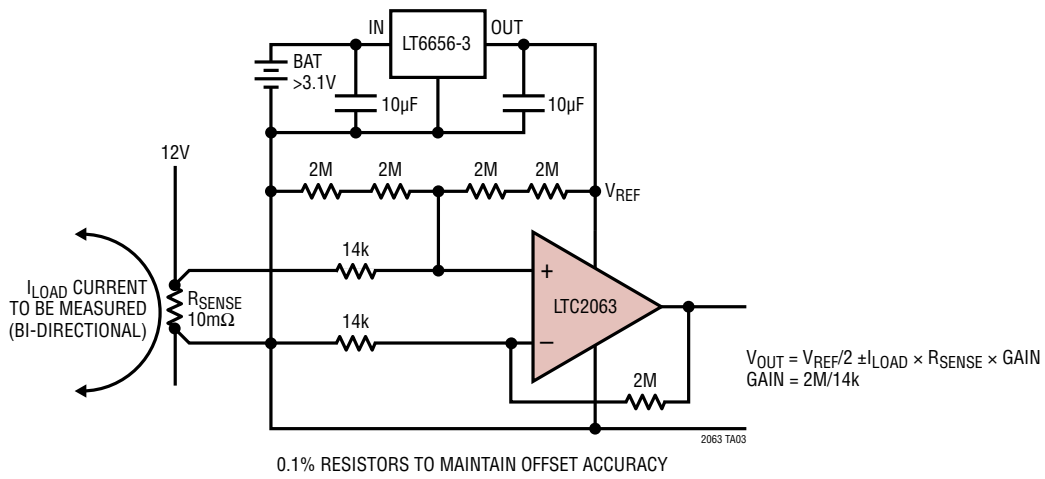 IN
OUT
LT6656-3
BAT
>3.1V
10µF
10µF
12V
2M
2M
2M
2M
VREF
14k
ILOAD CURRENT
TO BE MEASURED
(BI-DIRECTIONAL)
RSENSE
10mΩ
+
LTC2063
14k
–
2M
VOUT = VREF/2 ±ILOAD × RSENSE × GAIN
GAIN = 2M/14k
2063 TA03
0.1% RESISTORS TO MAINTAIN OFFSET ACCURACY